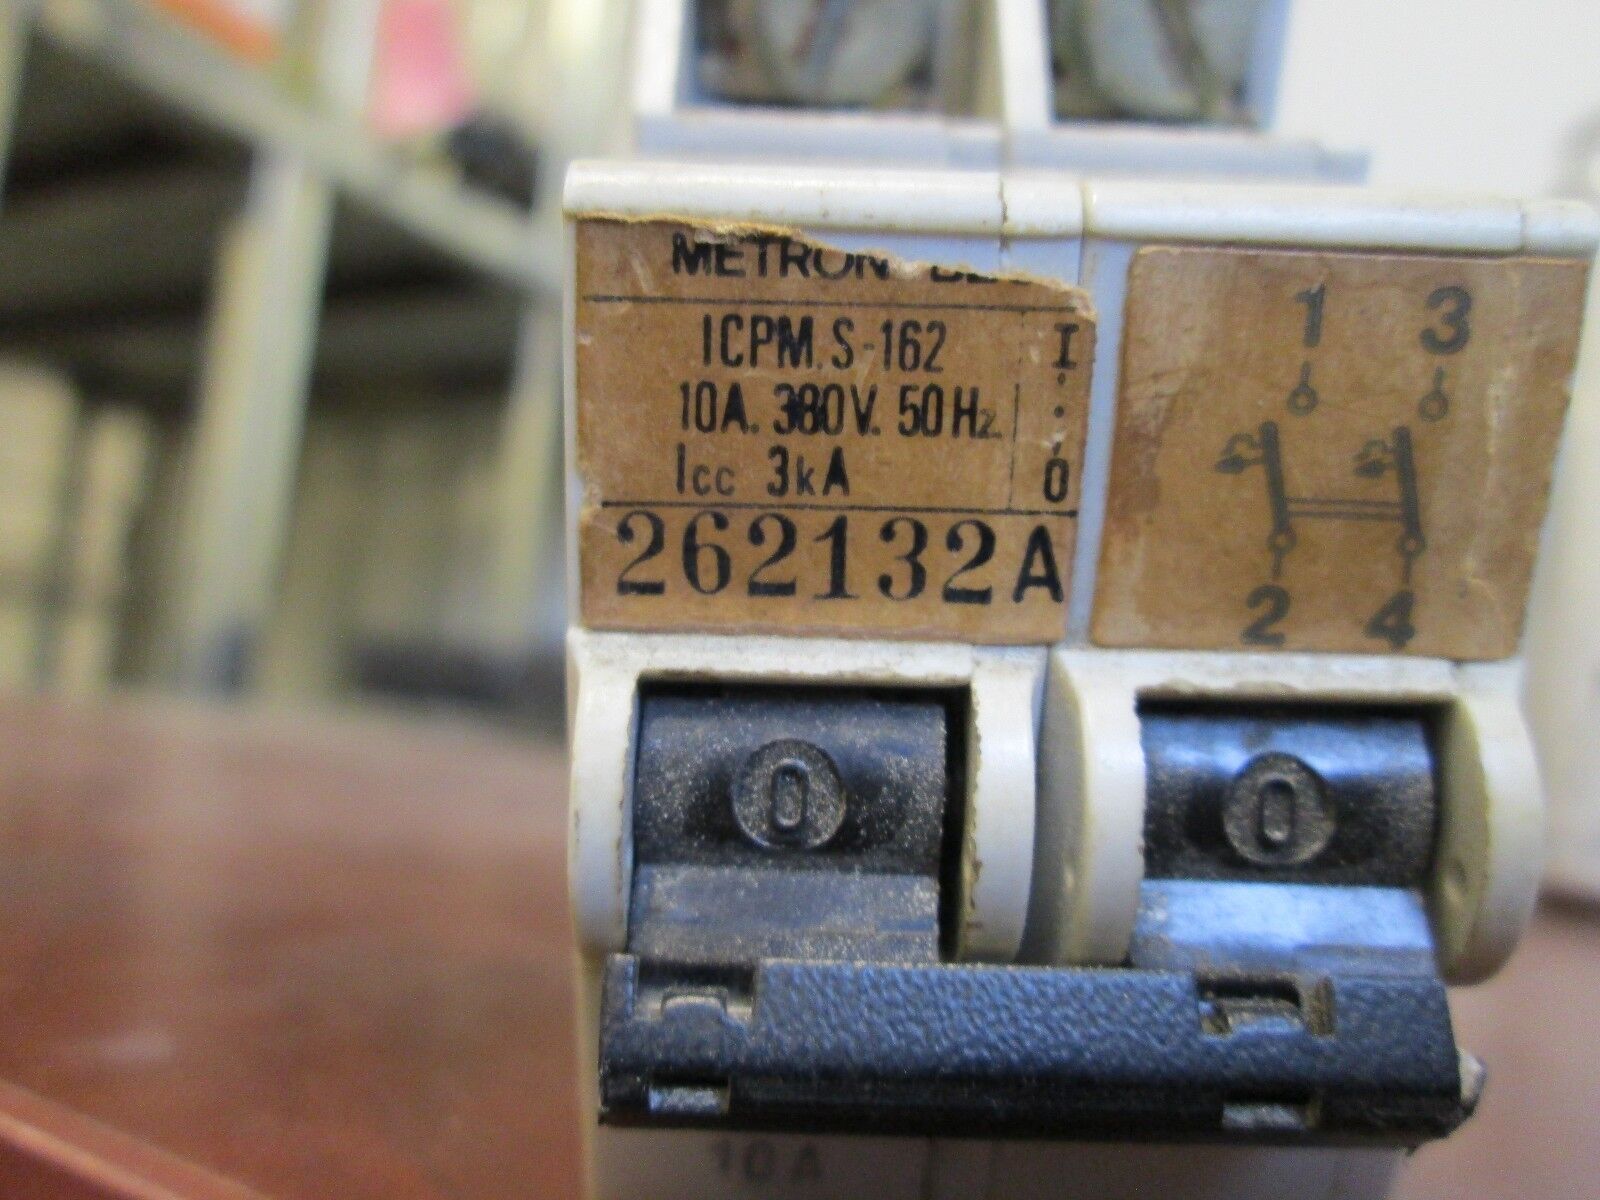 METRON
ICPM.S-162
I
10A. 380V. 50Hz.
Icc 3kA
0
262132A
1 3
2 4
0 0
10A